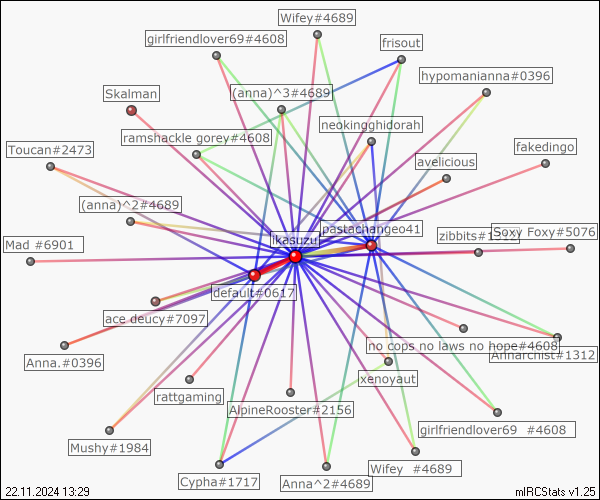 Wifey#4689
girlfriendlover69#4608
frisout
hypomanianna#0396
Skalman
(anna)^3#4689
neokingghidorah
ramshackle gorey#4608
Toucan#2473
avelicious
fakedingo
(anna)^2#4689
pastachangeo41
ikasuzu
zibbits#1312
Soxy Foxy#5076
Mad #6901
default#0617
ace deucy#7097
no cops no laws no hope#4608
Annarchist#1312
Anna.#0396
xenoyaut
rattgaming
AlpineRooster#2156
girlfriendlover69 #4608
Mushy#1984
Wifey #4689
Cypha#1717
Anna^2#4689
22.11.2024 13:29
mIRCStats v1.25